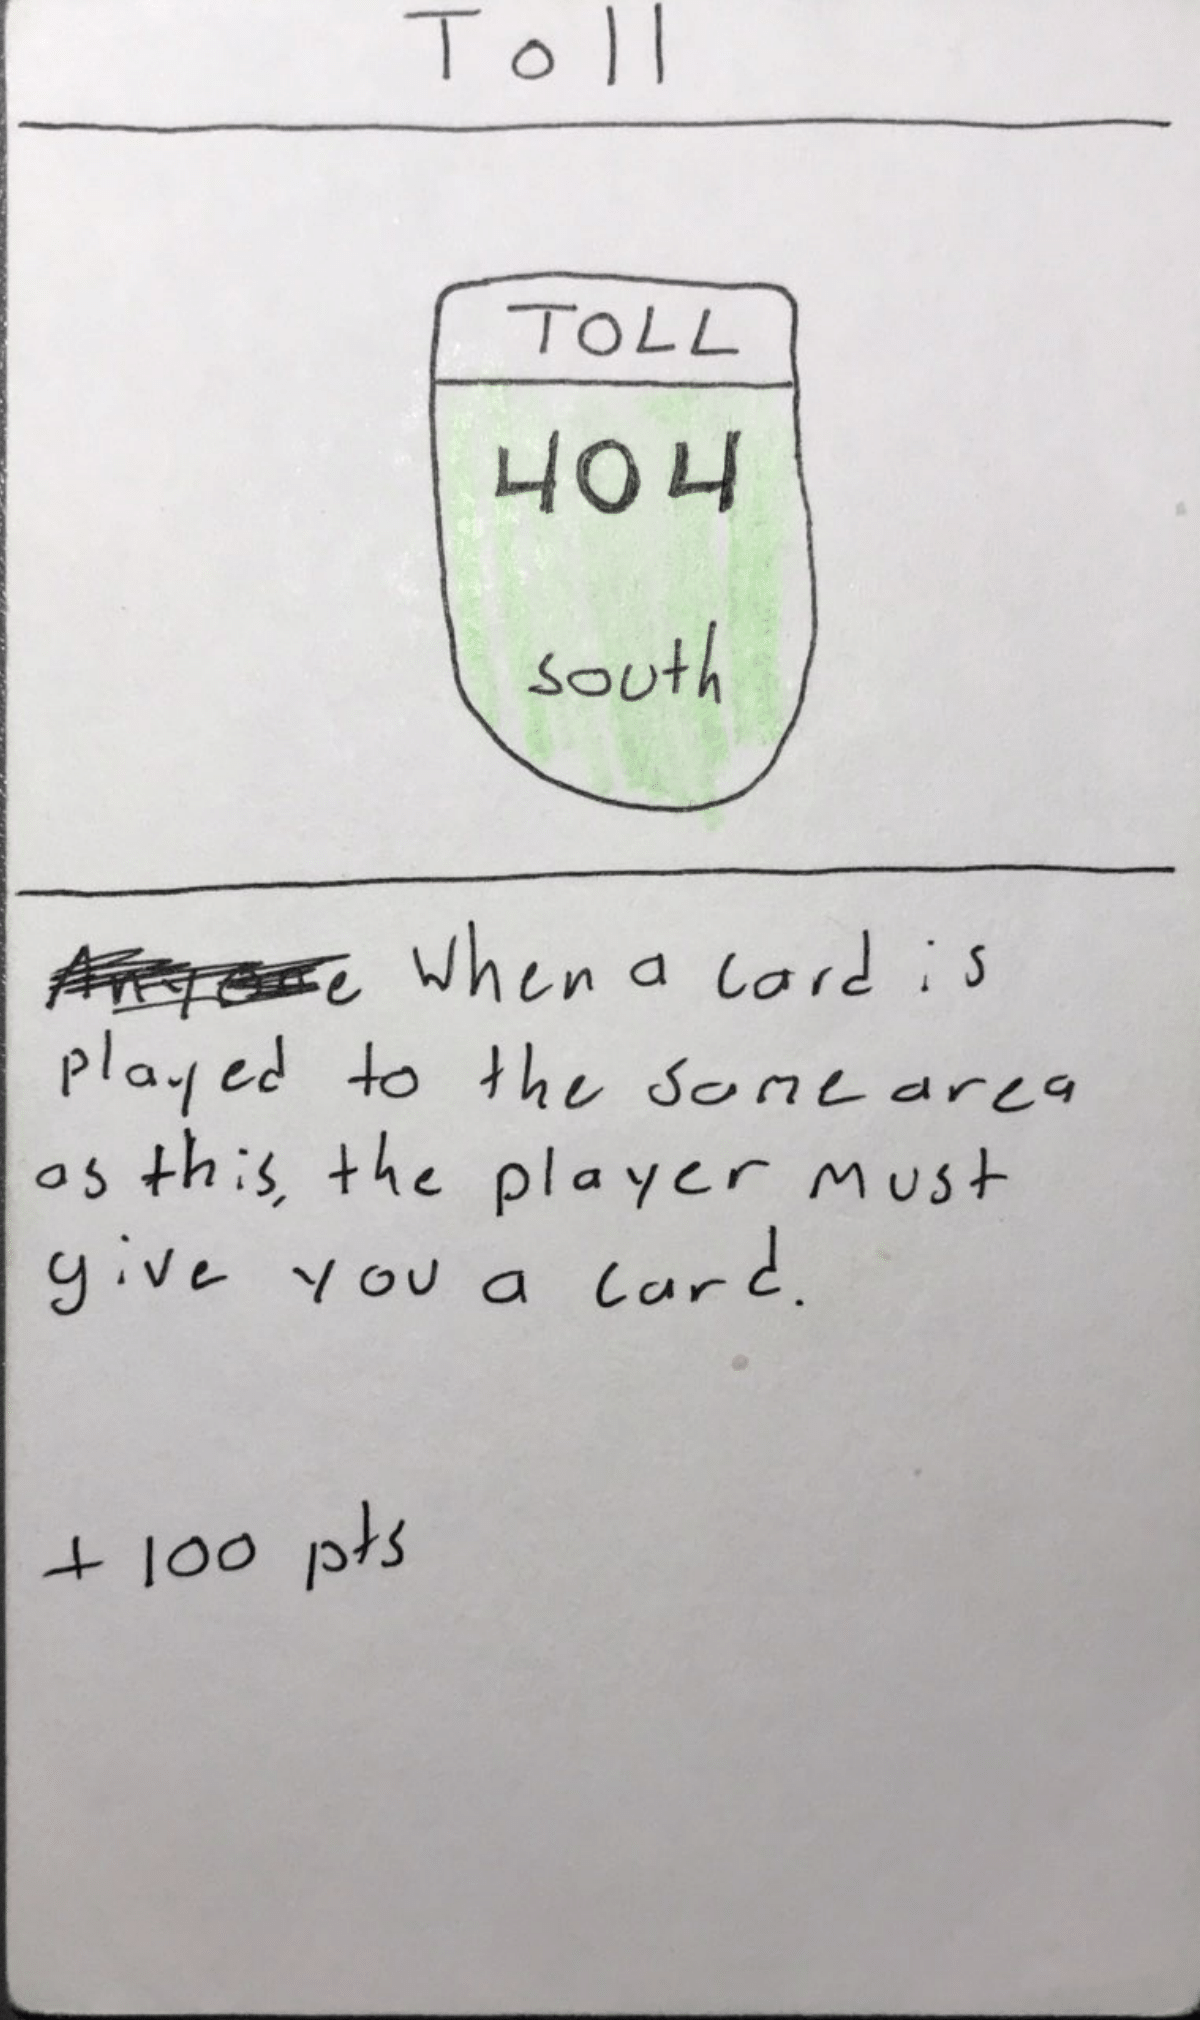 Toll
TOLL
404
south
When a card is
played to the same area
as this, the player must
give you a card.
+ 100 pts